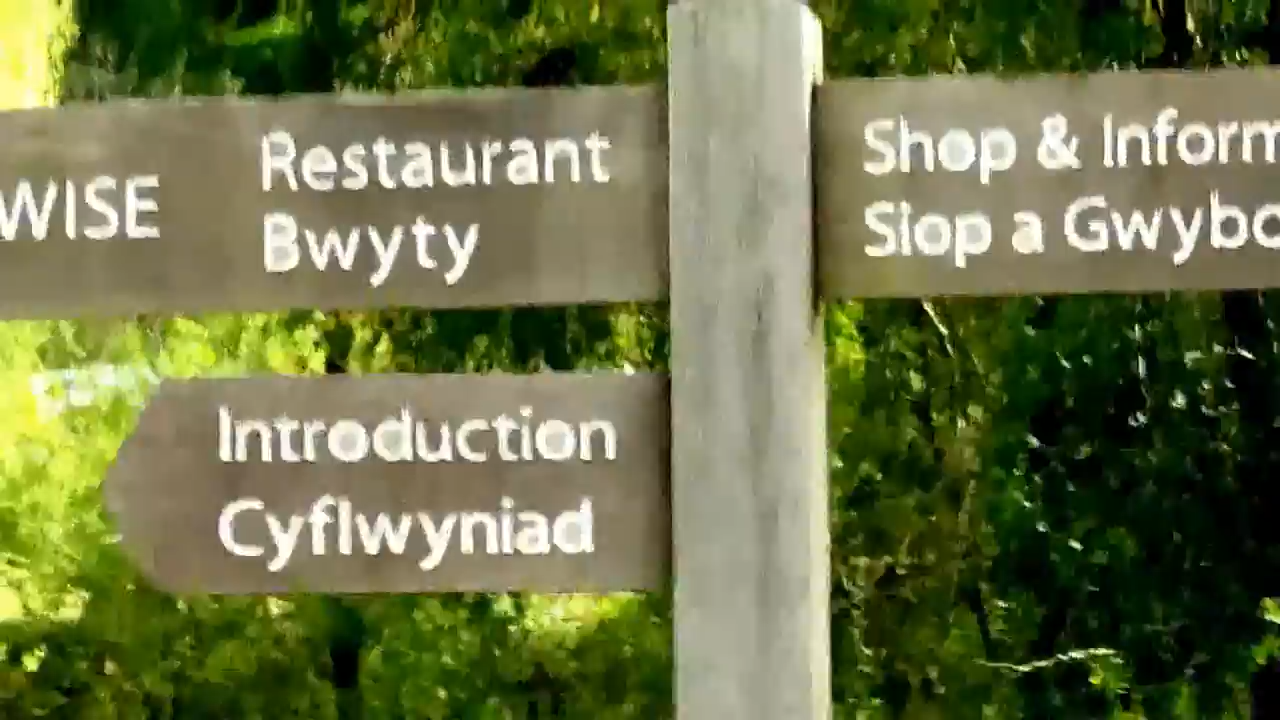 WISE
Restaurant
Bwyty
Shop &
Siop a
Introduction
Cyflwyniad